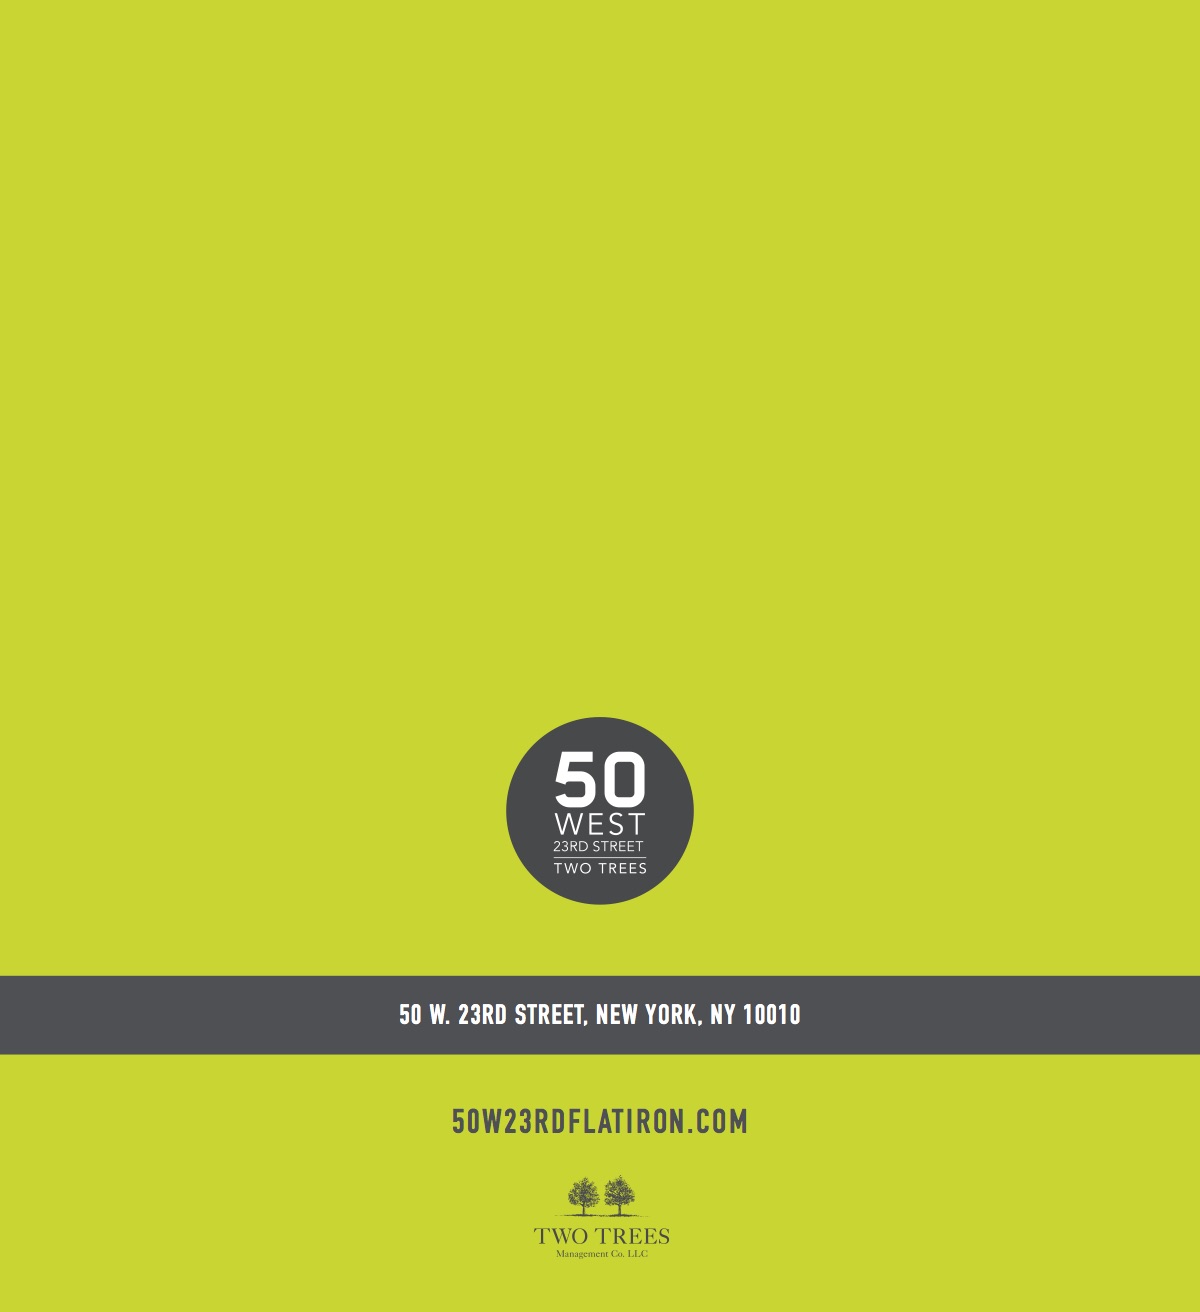 50
WEST
23RD STREET
TWO TREES
50 W. 23RD STREET, NEW YORK, NY 10010
50W23RDFLATIRON.COM
TWO TREES
Management Co. LLC